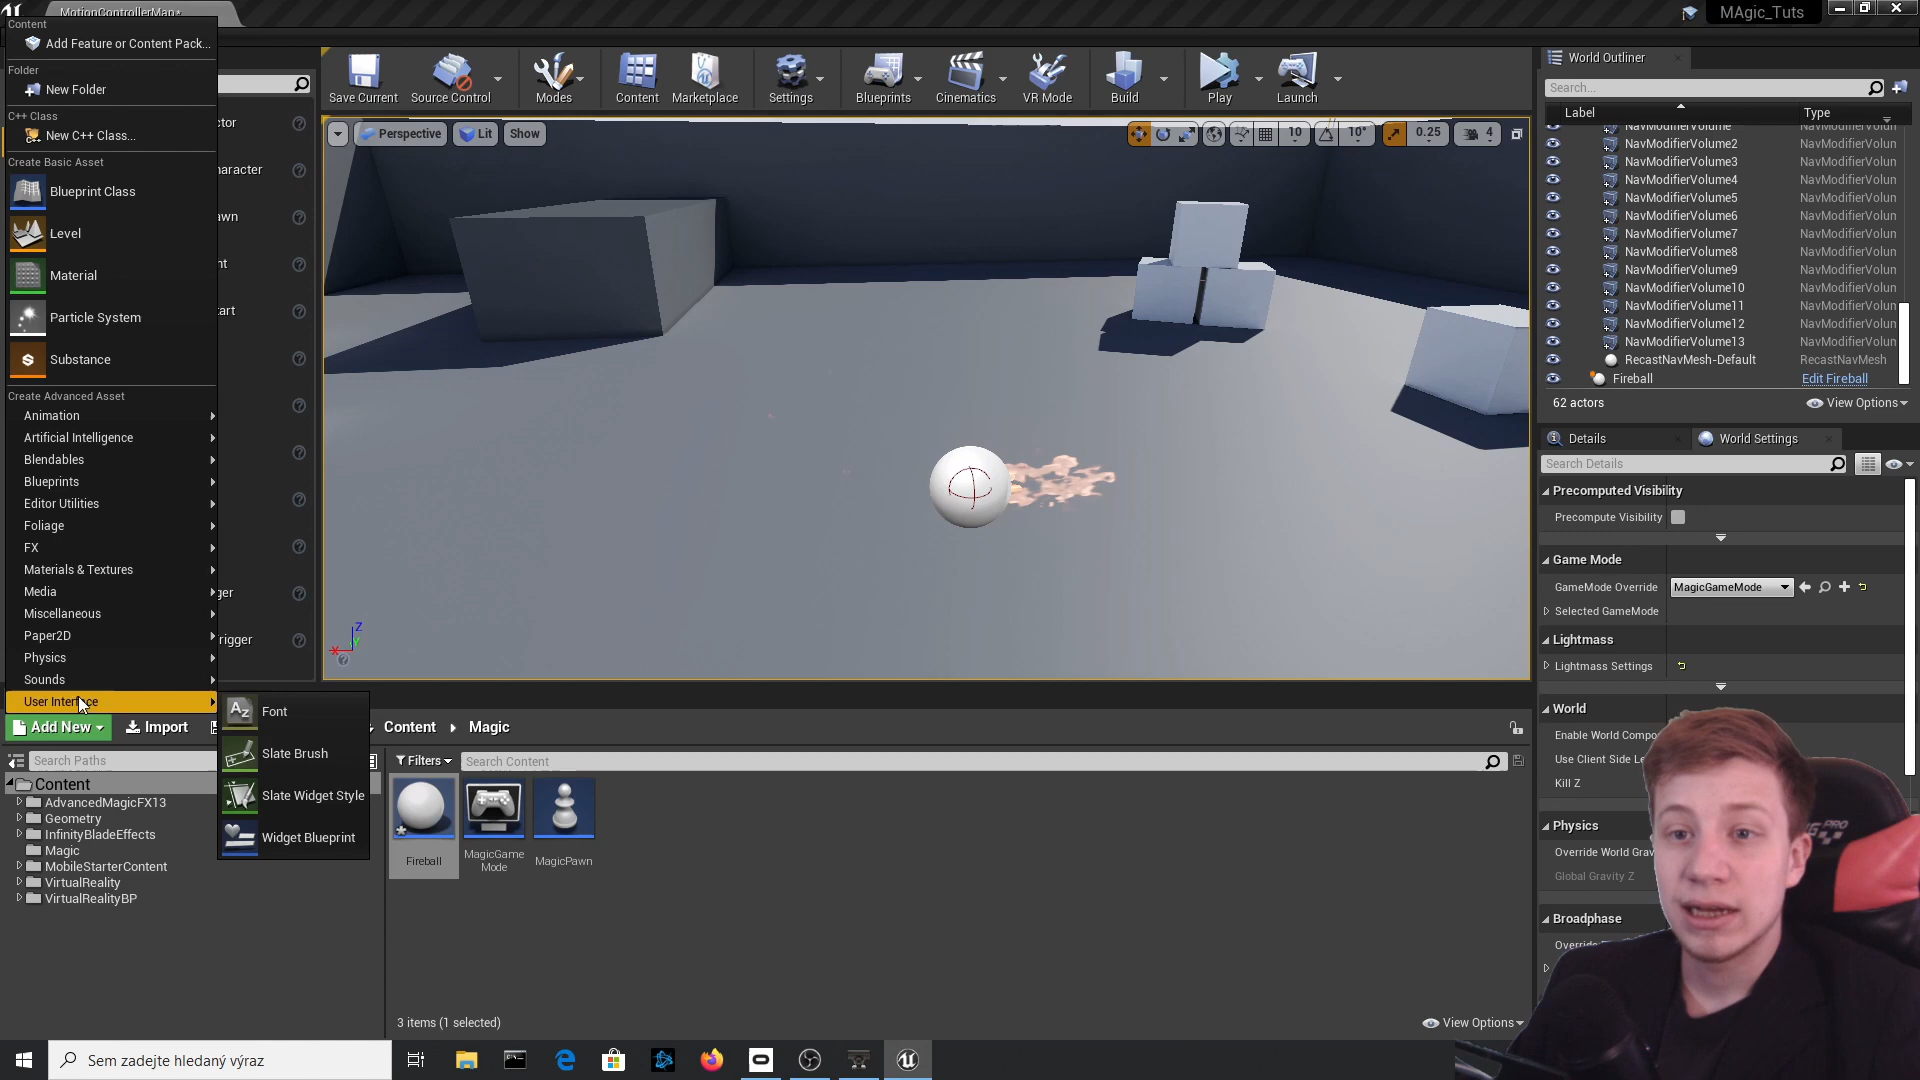 MotionControllerMap*
MAgic_Tuts
Content
Add Feature or Content Pack...
Folder
New Folder
C++ Class
New C++ Class...
Create Basic Asset
Blueprint Class
Level
Material
Particle System
Substance
Create Advanced Asset
Animation
Artificial Intelligence
Blendables
Blueprints
Editor Utilities
Foliage
FX
Materials & Textures
Media
Miscellaneous
Paper2D
Physics
Sounds
User Interface
Font
Slate Brush
Slate Widget Style
Widget Blueprint
Save Current
Source Control
Modes
Content
Marketplace
Settings
Blueprints
Cinematics
VR Mode
Build
Play
Launch
Perspective
Lit
Show
10
10°
0.25
4
Z
X
World Outliner
Search...
Label
Type
NavModifierVolume NavModifierVolun
NavModifierVolume2 NavModifierVolun
NavModifierVolume3 NavModifierVolun
NavModifierVolume4 NavModifierVolun
NavModifierVolume5 NavModifierVolun
NavModifierVolume6 NavModifierVolun
NavModifierVolume7 NavModifierVolun
NavModifierVolume8 NavModifierVolun
NavModifierVolume9 NavModifierVolun
NavModifierVolume10 NavModifierVolun
NavModifierVolume11 NavModifierVolun
NavModifierVolume12 NavModifierVolun
NavModifierVolume13 NavModifierVolun
RecastNavMesh-Default RecastNavMesh
Fireball Edit Fireball
62 actors
View Options
Details
World Settings
Search Details
Precomputed Visibility
Precompute Visibility
Game Mode
GameMode Override MagicGameMode
Selected GameMode
Lightmass
Lightmass Settings
World
Enable World Compo
Use Client Side Le
Kill Z
Physics
Override World Grav
Global Gravity Z
Broadphase
Add New
Import
Content
Magic
Search Paths
Filters
Search Content
Content
AdvancedMagicFX13
Geometry
InfinityBladeEffects
Magic
MobileStarterContent
VirtualReality
VirtualRealityBP
Fireball
MagicGame
Mode
MagicPawn
3 items (1 selected)
View Options
Sem zadejte hledaný výraz